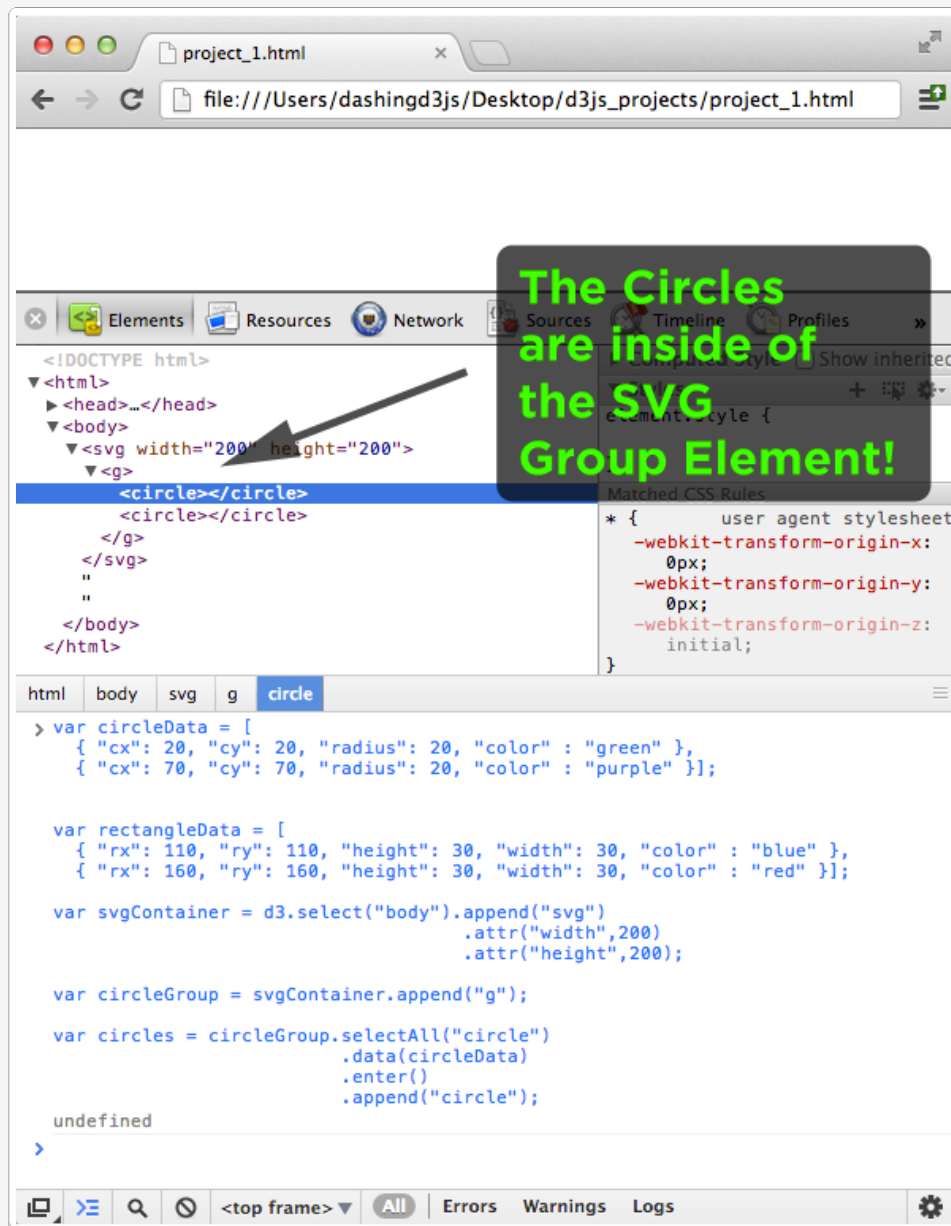 project_1.html
file:///Users/dashingd3js/Desktop/d3js_projects/project_1.html
The Circles
are inside of
the SVG
Group Element!
Elements Resources Network Sources Timeline Profiles »
<!DOCTYPE html>
▼<html>
▶<head>…</head>
▼<body>
▼<svg width="200" height="200">
▼<g>
<circle></circle>
<circle></circle>
</g>
</svg>
"
"
</body>
</html>
Computed Style Show inherited
Styles
element.style {
}
Matched CSS Rules
* { user agent stylesheet
-webkit-transform-origin-x:
0px;
-webkit-transform-origin-y:
0px;
-webkit-transform-origin-z:
initial;
}
html body svg g circle
> var circleData = [
{ "cx": 20, "cy": 20, "radius": 20, "color" : "green" },
{ "cx": 70, "cy": 70, "radius": 20, "color" : "purple" }];
var rectangleData = [
{ "rx": 110, "ry": 110, "height": 30, "width": 30, "color" : "blue" },
{ "rx": 160, "ry": 160, "height": 30, "width": 30, "color" : "red" }];
var svgContainer = d3.select("body").append("svg")
.attr("width",200)
.attr("height",200);
var circleGroup = svgContainer.append("g");
var circles = circleGroup.selectAll("circle")
.data(circleData)
.enter()
.append("circle");
undefined
>
<top frame> ▼ All Errors Warnings Logs